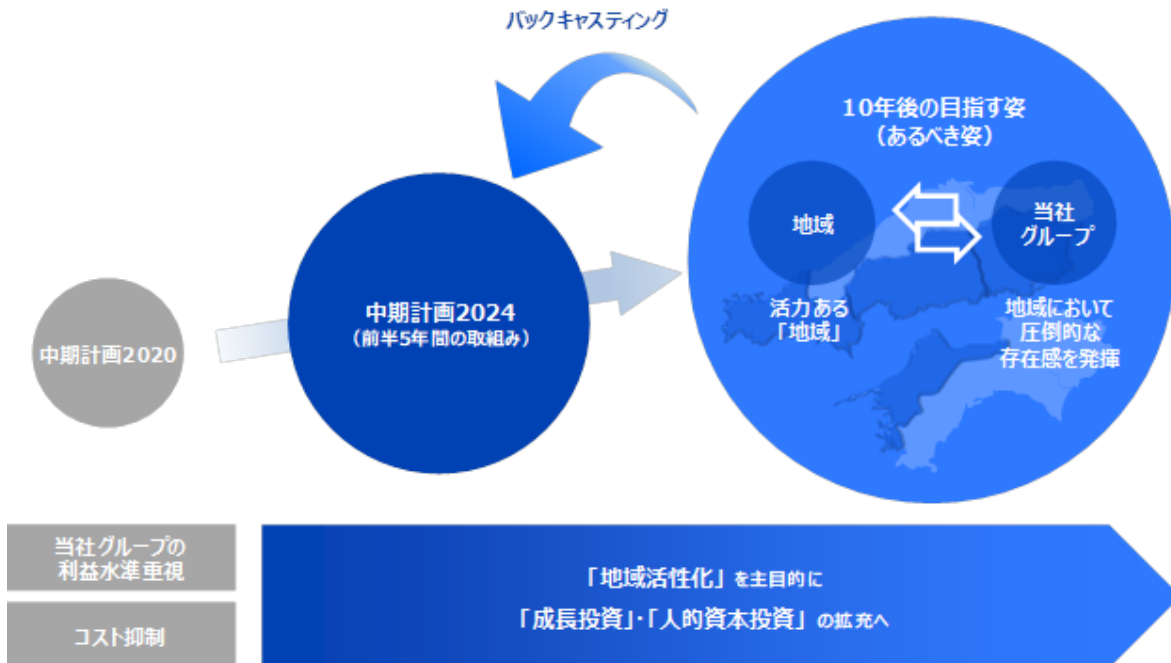 バックキャスティング
10年後の目指す姿
（あるべき姿）
地域
当社
グループ
活力ある
「地域」
地域において
圧倒的な
存在感を発揮
中期計画2024
（前半5年間の取組み）
中期計画2020
当社グループの
利益水準重視
コスト抑制
「地域活性化」を主目的に
「成長投資」・「人的資本投資」の拡充へ